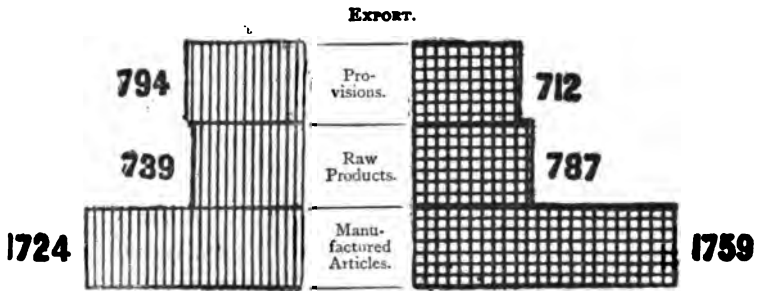 EXPORT.
794
Pro-
visions.
712
739
Raw
Products.
787
1724
Manu-
factured
Articles.
1759